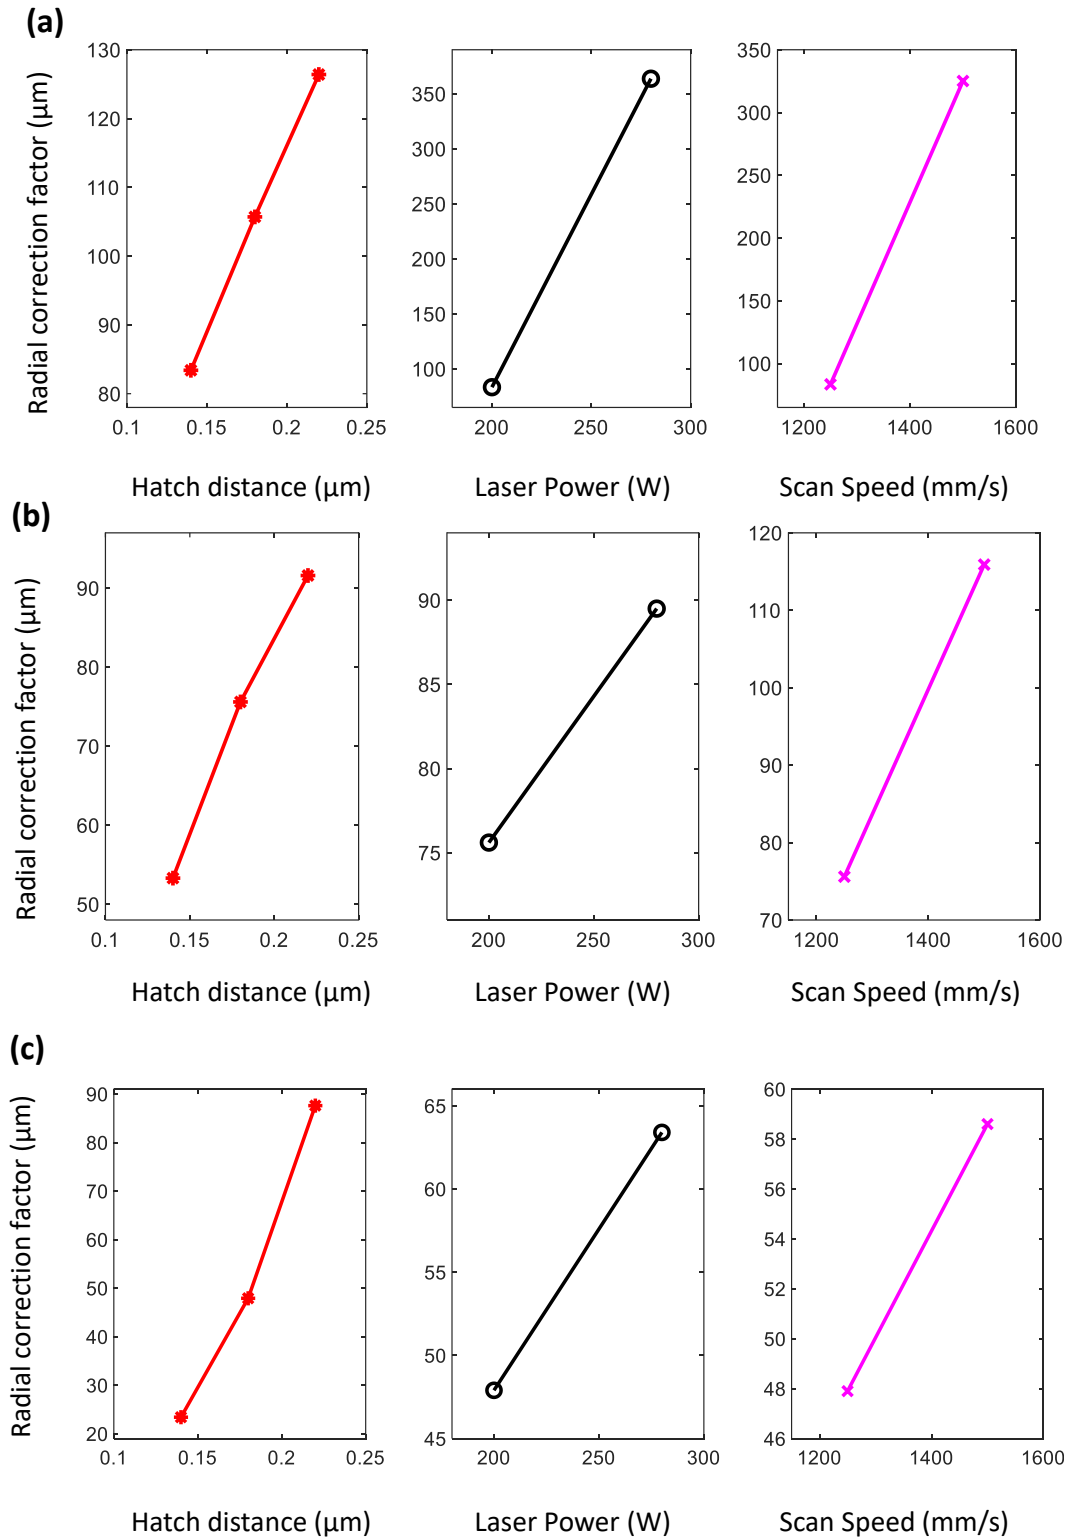 (a)
Radial correction factor (μm)
130
120
110
100
90
80
0.1 0.15 0.2 0.25
Hatch distance (μm)
350
300
250
200
150
100
200 250 300
Laser Power (W)
350
300
250
200
150
100
1200 1400 1600
Scan Speed (mm/s)
(b)
Radial correction factor (μm)
90
80
70
60
50
0.1 0.15 0.2 0.25
Hatch distance (μm)
90
85
80
75
200 250 300
Laser Power (W)
120
110
100
90
80
70
1200 1400 1600
Scan Speed (mm/s)
(c)
Radial correction factor (μm)
90
80
70
60
50
40
30
20
0.1 0.15 0.2 0.25
Hatch distance (μm)
65
60
55
50
45
200 250 300
Laser Power (W)
60
58
56
54
52
50
48
46
1200 1400 1600
Scan Speed (mm/s)